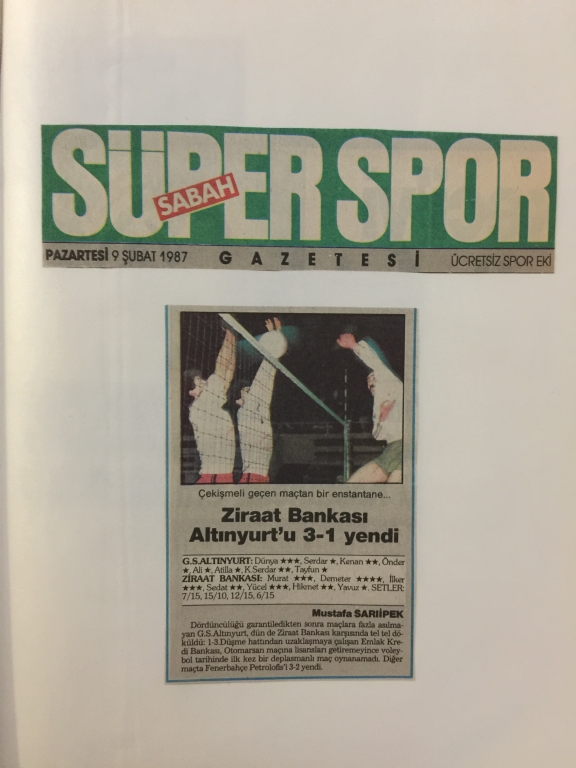 SÜPER SPOR
SABAH
PAZARTESİ 9 ŞUBAT 1987 GAZETESİ ÜCRETSİZ SPOR EKİ
Çekişmeli geçen maçtan bir enstantane...
Ziraat Bankası
Altınyurt'u 3-1 yendi
G.S.ALTINYURT: Dünya ★★★, Serdar ★, Kenan ★★, Önder
★, Ali ★, Atilla ★, K.Serdar ★★, Tayfun ★
ZİRAAT BANKASI: Murat ★★★, Demeter ★★★★, İlker
★★★, Sedat ★★, Yücel ★★★, Hikmet ★★, Yavuz ★. SETLER:
7/15, 15/10, 12/15, 6/15
Mustafa SARIİPEK
Dördüncülüğü garantiledikten sonra maçlara fazla asılma-
yan G.S.Altınyurt, dün de Ziraat Bankası karşısında tel tel dö-
küldü: 1-3.Düşme hattından uzaklaşmaya çalışan Emlak Kre-
di Bankası, Otomarsan maçına lisansları getiremeyince voley-
bol tarihinde ilk kez bir deplasmanlı maç oynanamadı. Diğer
maçta Fenerbahçe Petrolofis'i 3-2 yendi.